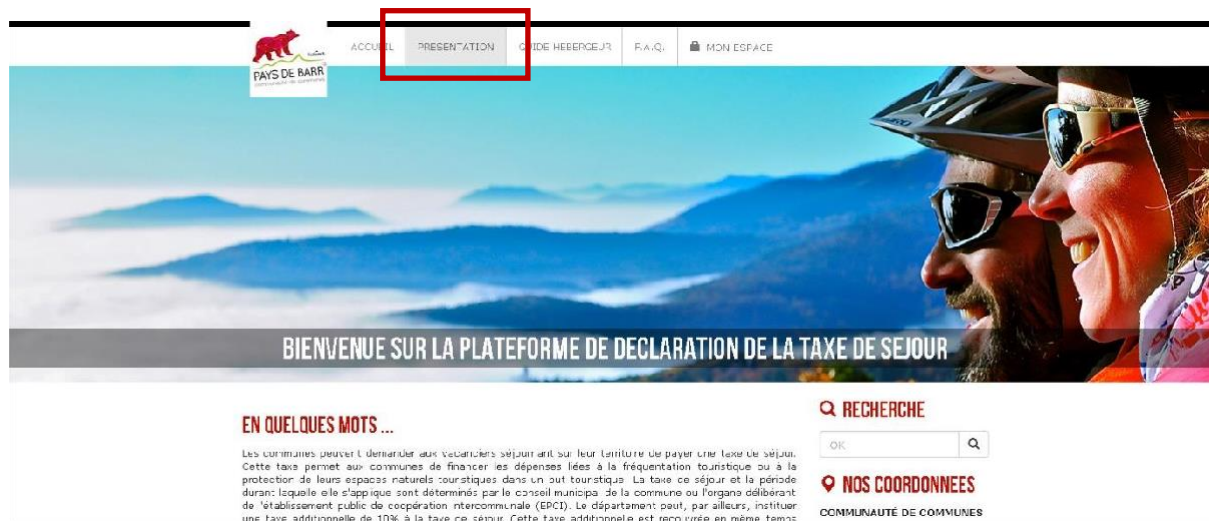 PAYS DE BARR
communauté de communes
ACCUEIL PRESENTATION GUIDE HEBERGEUR F.A.Q. MON ESPACE
BIENVENUE SUR LA PLATEFORME DE DECLARATION DE LA TAXE DE SEJOUR
EN QUELQUES MOTS ...
Les communes peuvent demander aux vacanciers séjournant sur leur territoire de payer une taxe de séjour.
Cette taxe permet aux communes de financer les dépenses liées à la fréquentation touristique ou à la
protection de leurs espaces naturels touristiques dans un but touristique. La taxe de séjour et la période
durant laquelle elle s'applique sont déterminés par le conseil municipal de la commune ou l'organe délibérant
de l'établissement public de coopération intercommunale (EPCI). Le département peut, par ailleurs, instituer
une taxe additionnelle de 10% à la taxe de séjour. Cette taxe additionnelle est recouvrée en même temps
RECHERCHE
OK
NOS COORDONNEES
COMMUNAUTÉ DE COMMUNES